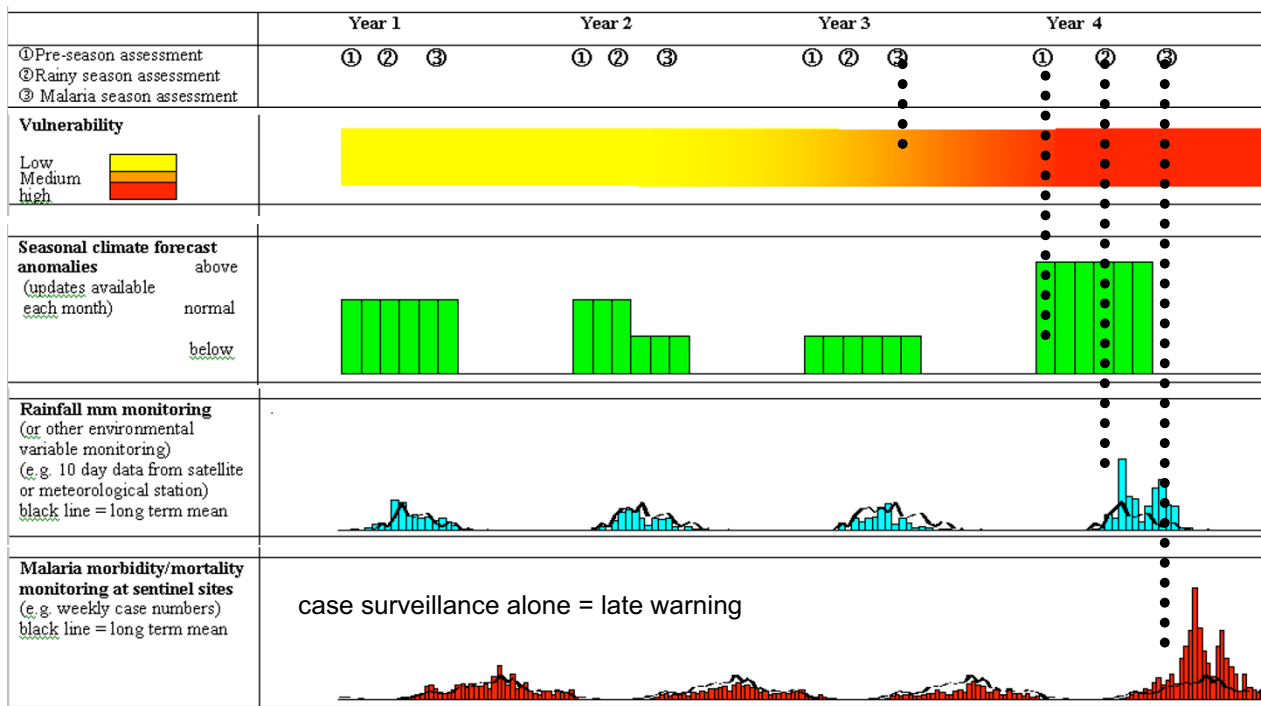 Year 1 Year 2 Year 3 Year 4
①Pre-season assessment ① ② ③ ① ② ③ ① ② ③ ① ② ③
②Rainy season assessment
③ Malaria season assessment
Vulnerability
Low
Medium
high
Seasonal climate forecast
anomalies above
(updates available
each month) normal
below
Rainfall mm monitoring
(or other environmental
variable monitoring)
(e.g. 10 day data from satellite
or meteorological station)
black line = long term mean
Malaria morbidity/mortality
monitoring at sentinel sites
(e.g. weekly case numbers)
black line = long term mean
case surveillance alone = late warning